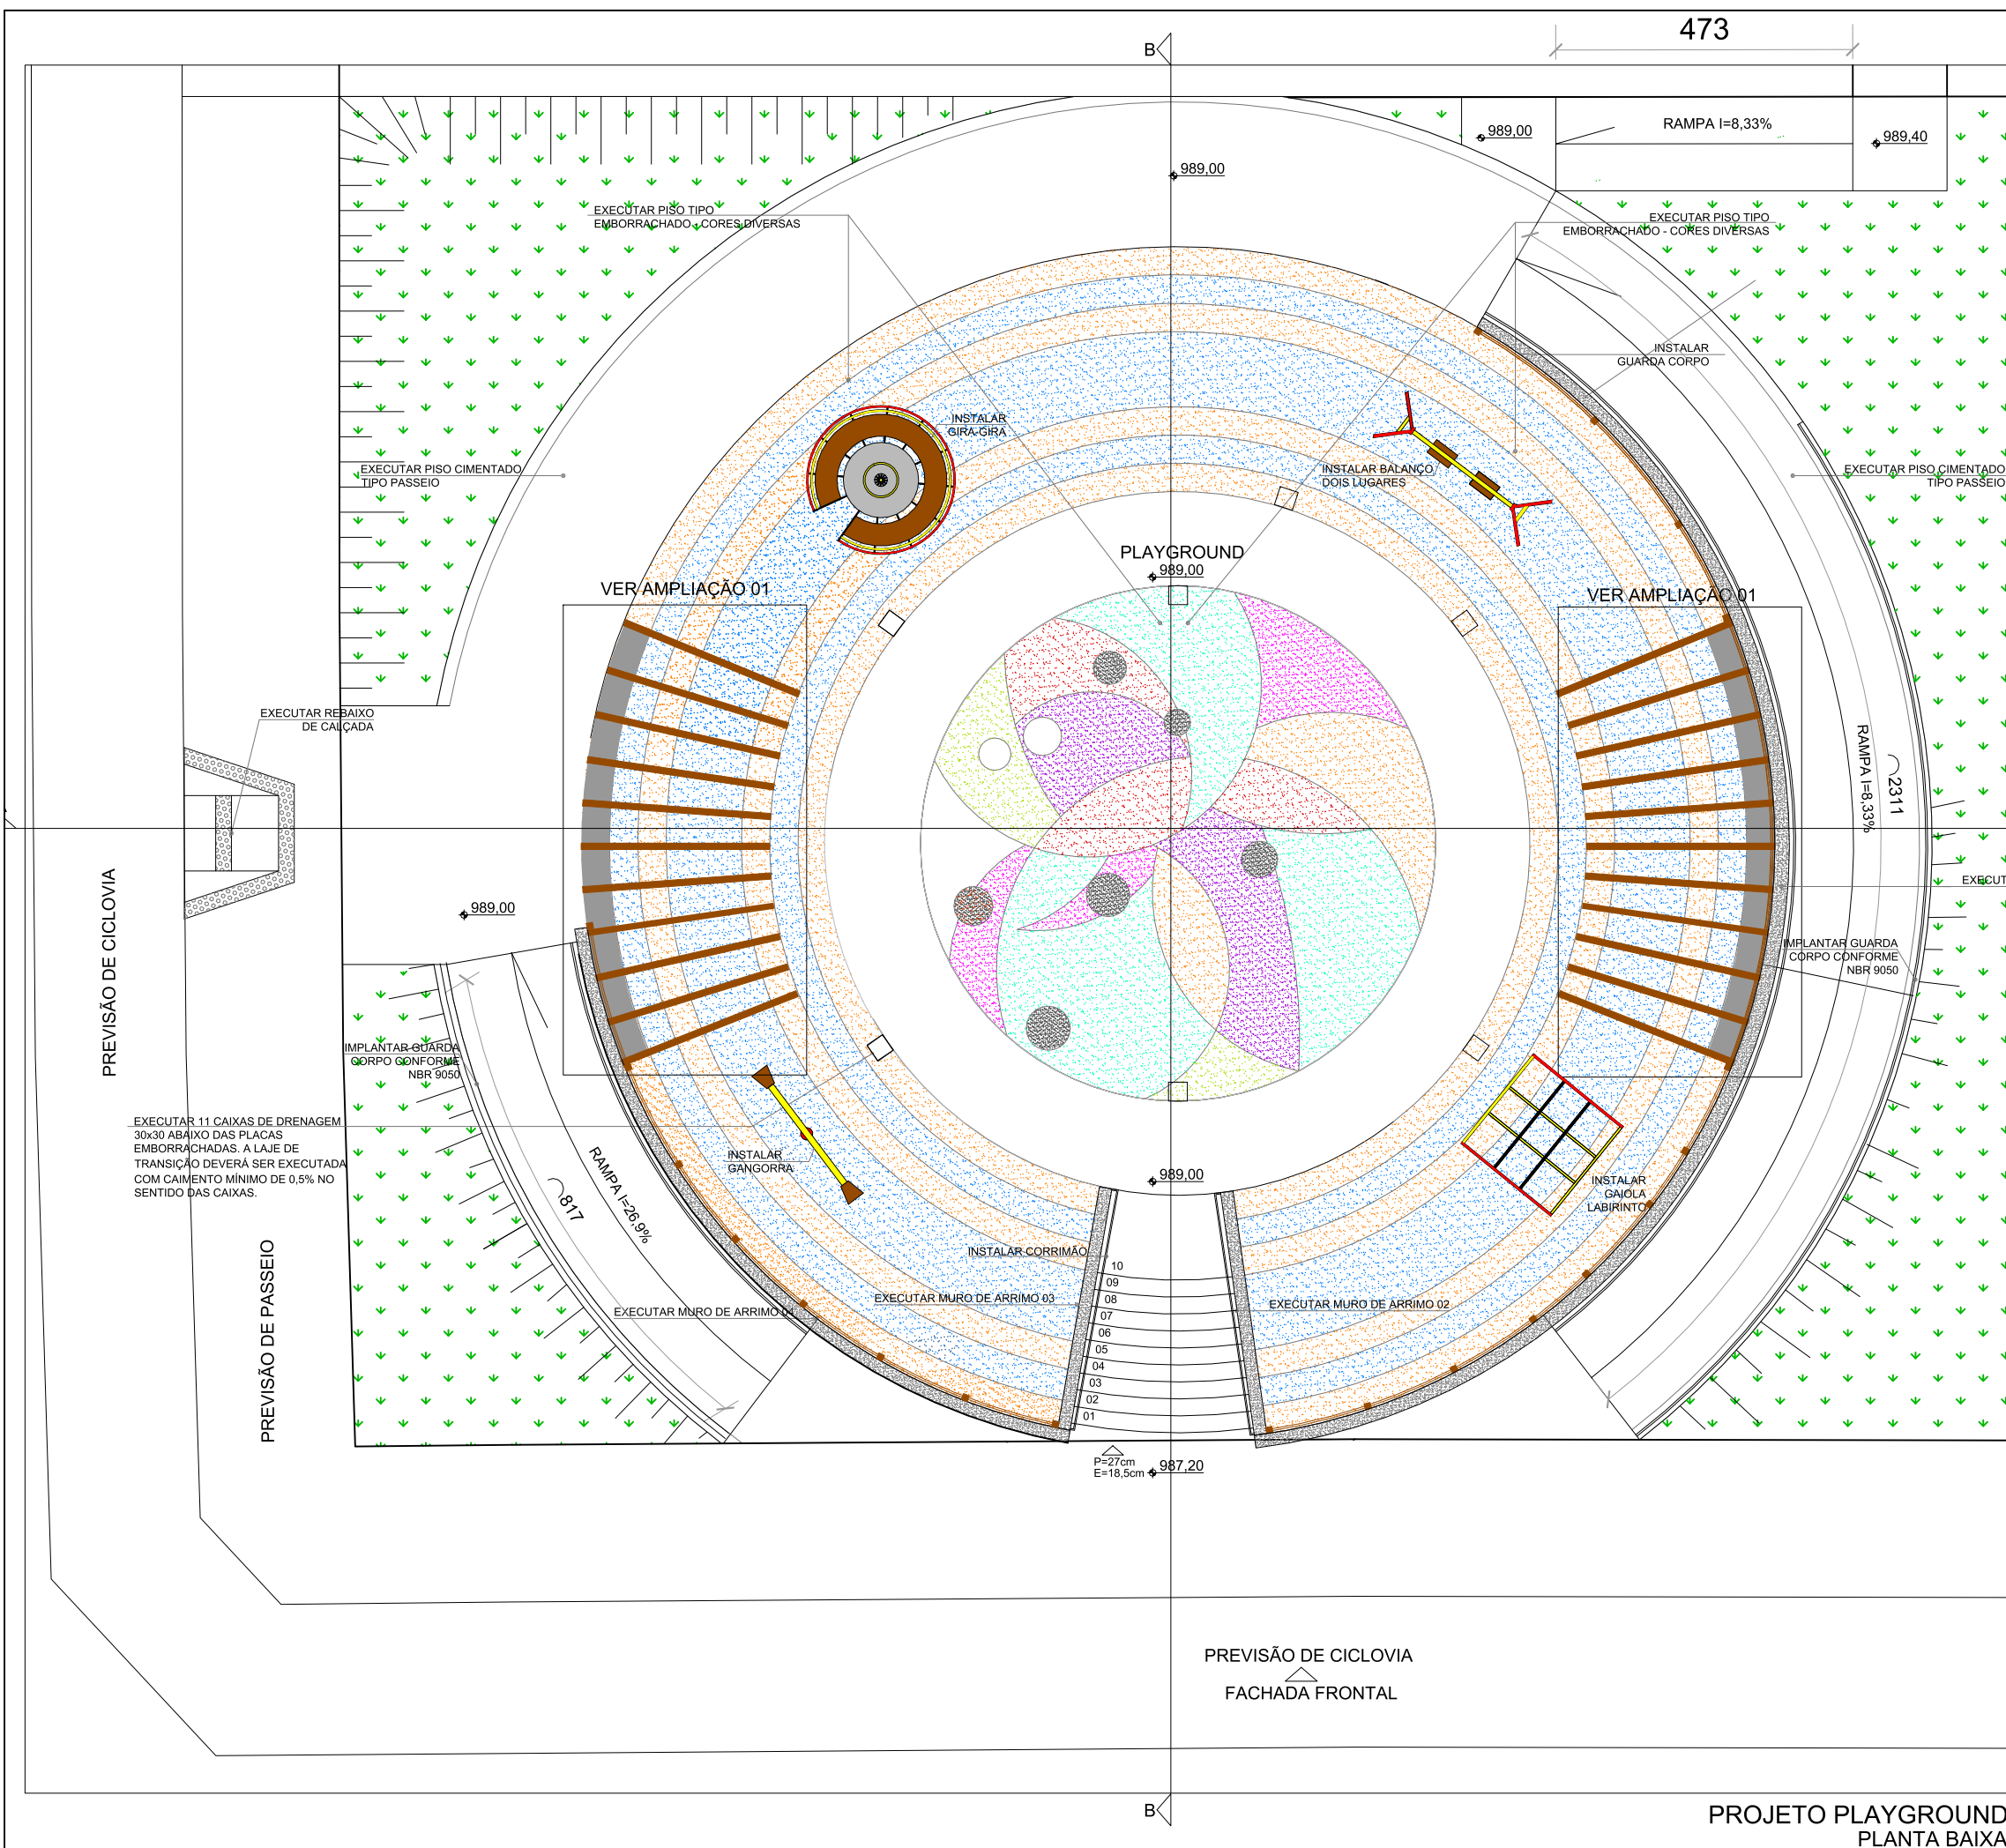 473
B
RAMPA I=8,33%
989,00
989,40
989,00
EXECUTAR PISO TIPO
EMBORRACHADO - CORES DIVERSAS
EXECUTAR PISO TIPO
EMBORRACHADO - CORES DIVERSAS
INSTALAR
GUARDA CORPO
INSTALAR
GIRA-GIRA
EXECUTAR PISO CIMENTADO
TIPO PASSEIO
INSTALAR BALANÇO
DOIS LUGARES
EXECUTAR PISO CIMENTADO
TIPO PASSEIO
PLAYGROUND
989,00
VER AMPLIAÇÃO 01
VER AMPLIAÇÃO 01
EXECUTAR REBAIXO
DE CALÇADA
RAMPA I=8,33%
2311
EXECUT
PREVISÃO DE CICLOVIA
989,00
IMPLANTAR GUARDA
CORPO CONFORME
NBR 9050
IMPLANTAR GUARDA
CORPO CONFORME
NBR 9050
EXECUTAR 11 CAIXAS DE DRENAGEM
30x30 ABAIXO DAS PLACAS
EMBORRACHADAS. A LAJE DE
TRANSIÇÃO DEVERÁ SER EXECUTADA
COM CAIMENTO MÍNIMO DE 0,5% NO
SENTIDO DAS CAIXAS.
INSTALAR
GANGORRA
989,00
INSTALAR
GAIOLA
LABIRINTO
RAMPA I=26,9%
817
PREVISÃO DE PASSEIO
INSTALAR CORRIMÃO
EXECUTAR MURO DE ARRIMO 03
EXECUTAR MURO DE ARRIMO 02
EXECUTAR MURO DE ARRIMO 04
10
09
08
07
06
05
04
03
02
01
P=27cm
E=18,5cm
987,20
PREVISÃO DE CICLOVIA
FACHADA FRONTAL
B
PROJETO PLAYGROUND
PLANTA BAIXA